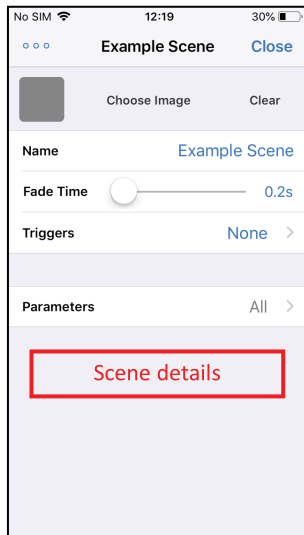 No SIM 12:19 30%
Example Scene Close
Choose Image Clear
Name Example Scene
Fade Time 0.2s
Triggers None
Parameters All
Scene details